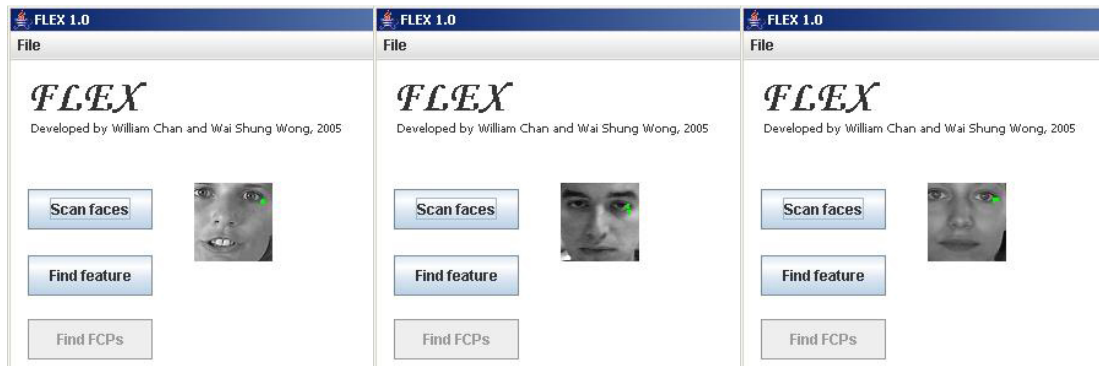 FLEX 1.0
File
FLEX
Developed by William Chan and Wai Shung Wong, 2005
Scan faces
Find feature
Find FCPs
FLEX 1.0
File
FLEX
Developed by William Chan and Wai Shung Wong, 2005
Scan faces
Find feature
Find FCPs
FLEX 1.0
File
FLEX
Developed by William Chan and Wai Shung Wong, 2005
Scan faces
Find feature
Find FCPs